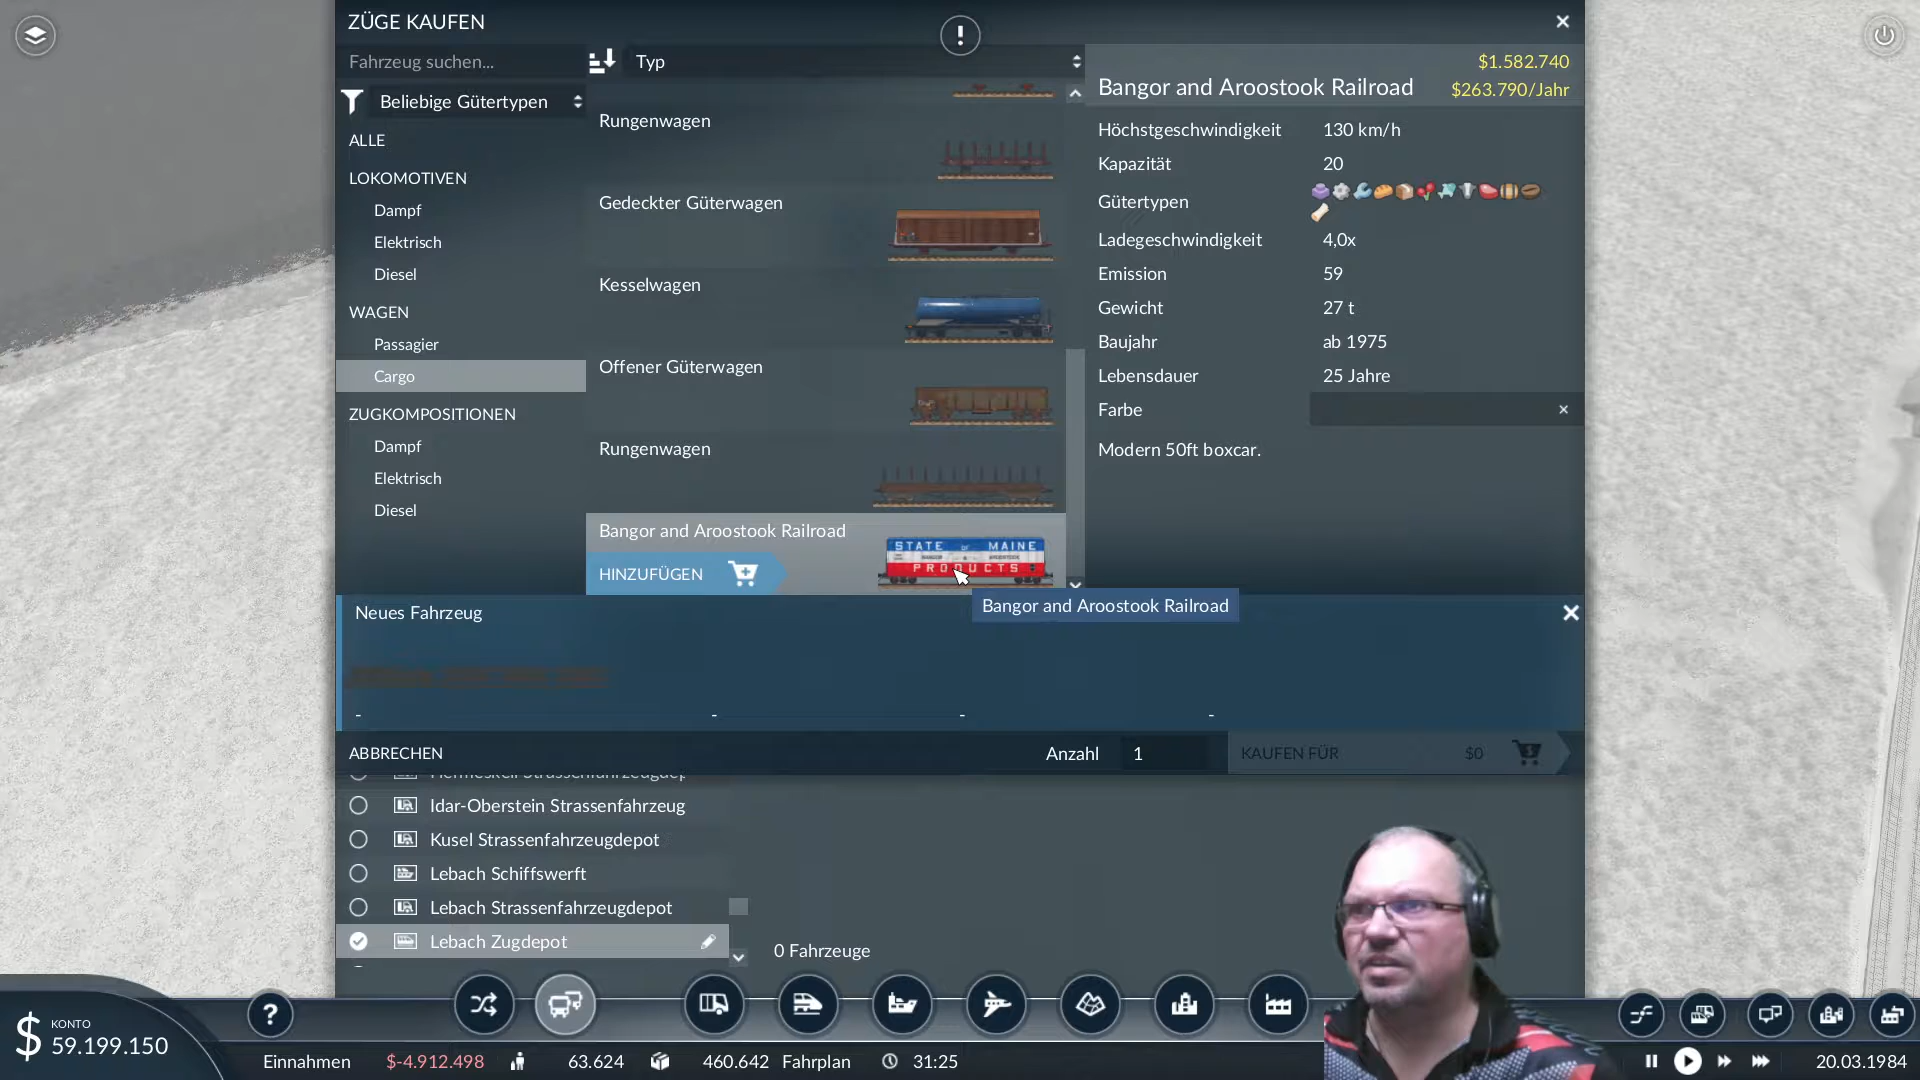 ZÜGE KAUFEN
Fahrzeug suchen...
Typ
Beliebige Gütertypen
ALLE
LOKOMOTIVEN
Dampf
Elektrisch
Diesel
WAGEN
Passagier
Cargo
ZUGKOMPOSITIONEN
Dampf
Elektrisch
Diesel
Rungenwagen
Gedeckter Güterwagen
Kesselwagen
Offener Güterwagen
Rungenwagen
Bangor and Aroostook Railroad
HINZUFÜGEN
STATE OF MAINE
PRODUCTS
Bangor and Aroostook Railroad
$1.582.740
Bangor and Aroostook Railroad
$263.790/Jahr
Höchstgeschwindigkeit 130 km/h
Kapazität 20
Gütertypen
Ladegeschwindigkeit 4,0x
Emission 59
Gewicht 27 t
Baujahr ab 1975
Lebensdauer 25 Jahre
Farbe
Modern 50ft boxcar.
Neues Fahrzeug
- - - -
ABBRECHEN
Anzahl 1
KAUFEN FÜR $0
Idar-Oberstein Strassenfahrzeug
Kusel Strassenfahrzeugdepot
Lebach Schiffswerft
Lebach Strassenfahrzeugdepot
Lebach Zugdepot
0 Fahrzeuge
?
$ KONTO
59.199.150
Einnahmen $-4.912.498 63.624 460.642 Fahrplan 31:25
20.03.1984